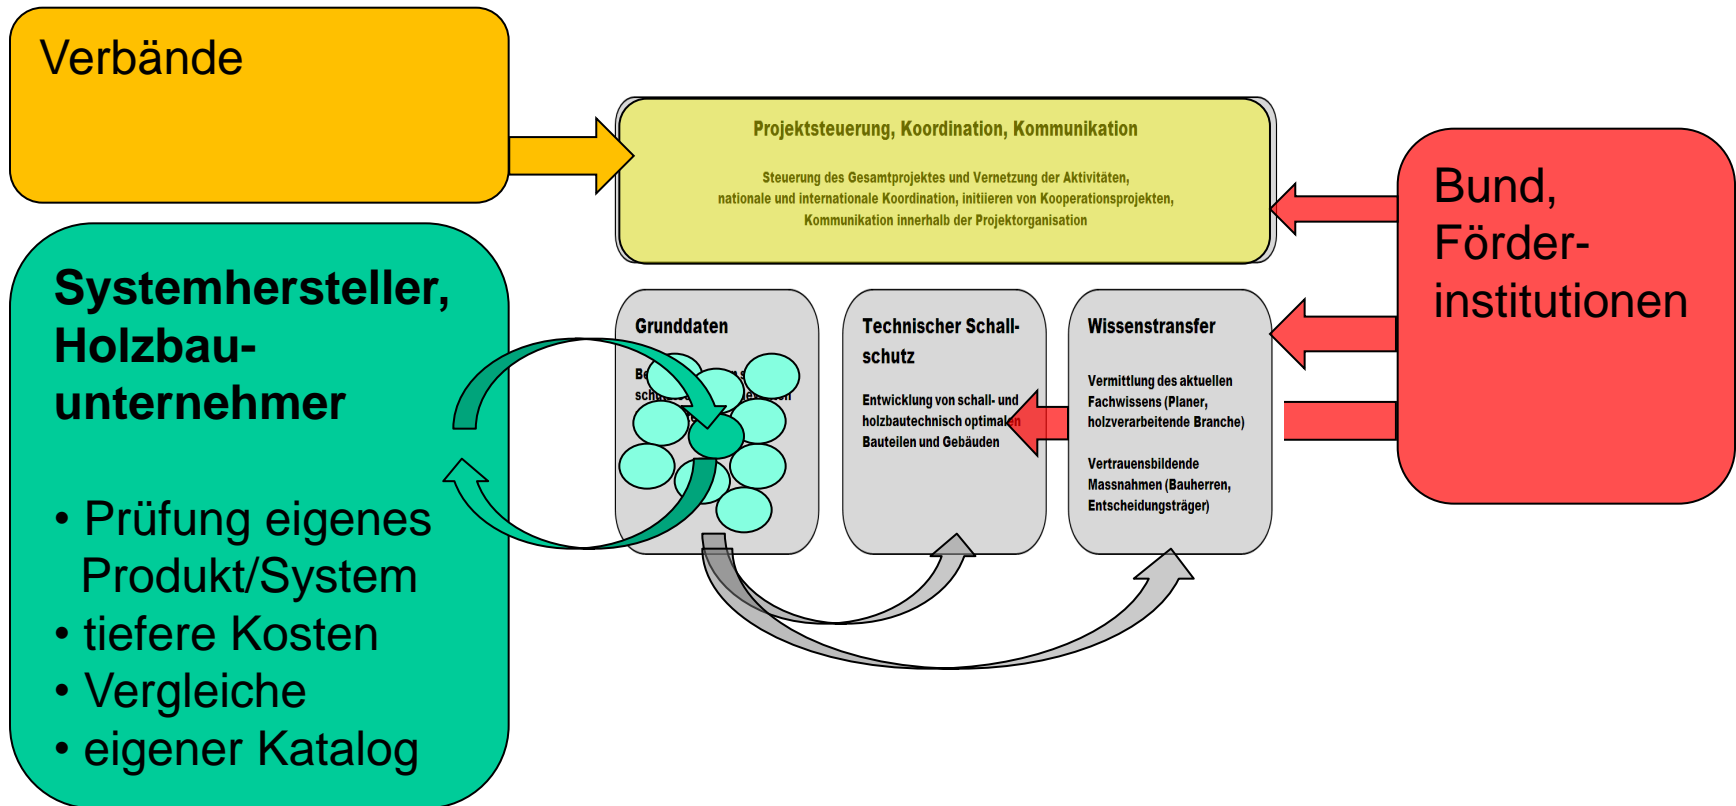 Verbände
Systemhersteller,
Holzbau-
unternehmer
• Prüfung eigenes
Produkt/System
• tiefere Kosten
• Vergleiche
• eigener Katalog
Projektsteuerung, Koordination, Kommunikation
Steuerung des Gesamtprojektes und Vernetzung der Aktivitäten,
nationale und internationale Koordination, initiieren von Kooperationsprojekten,
Kommunikation innerhalb der Projektorganisation
Grunddaten
Technischer Schall-
schutz
Entwicklung von schall- und
holzbautechnisch optimalen
Bauteilen und Gebäuden
Wissenstransfer
Vermittlung des aktuellen
Fachwissens (Planer,
holzverarbeitende Branche)
Vertrauensbildende
Massnahmen (Bauherren,
Entscheidungsträger)
Bund,
Förder-
institutionen